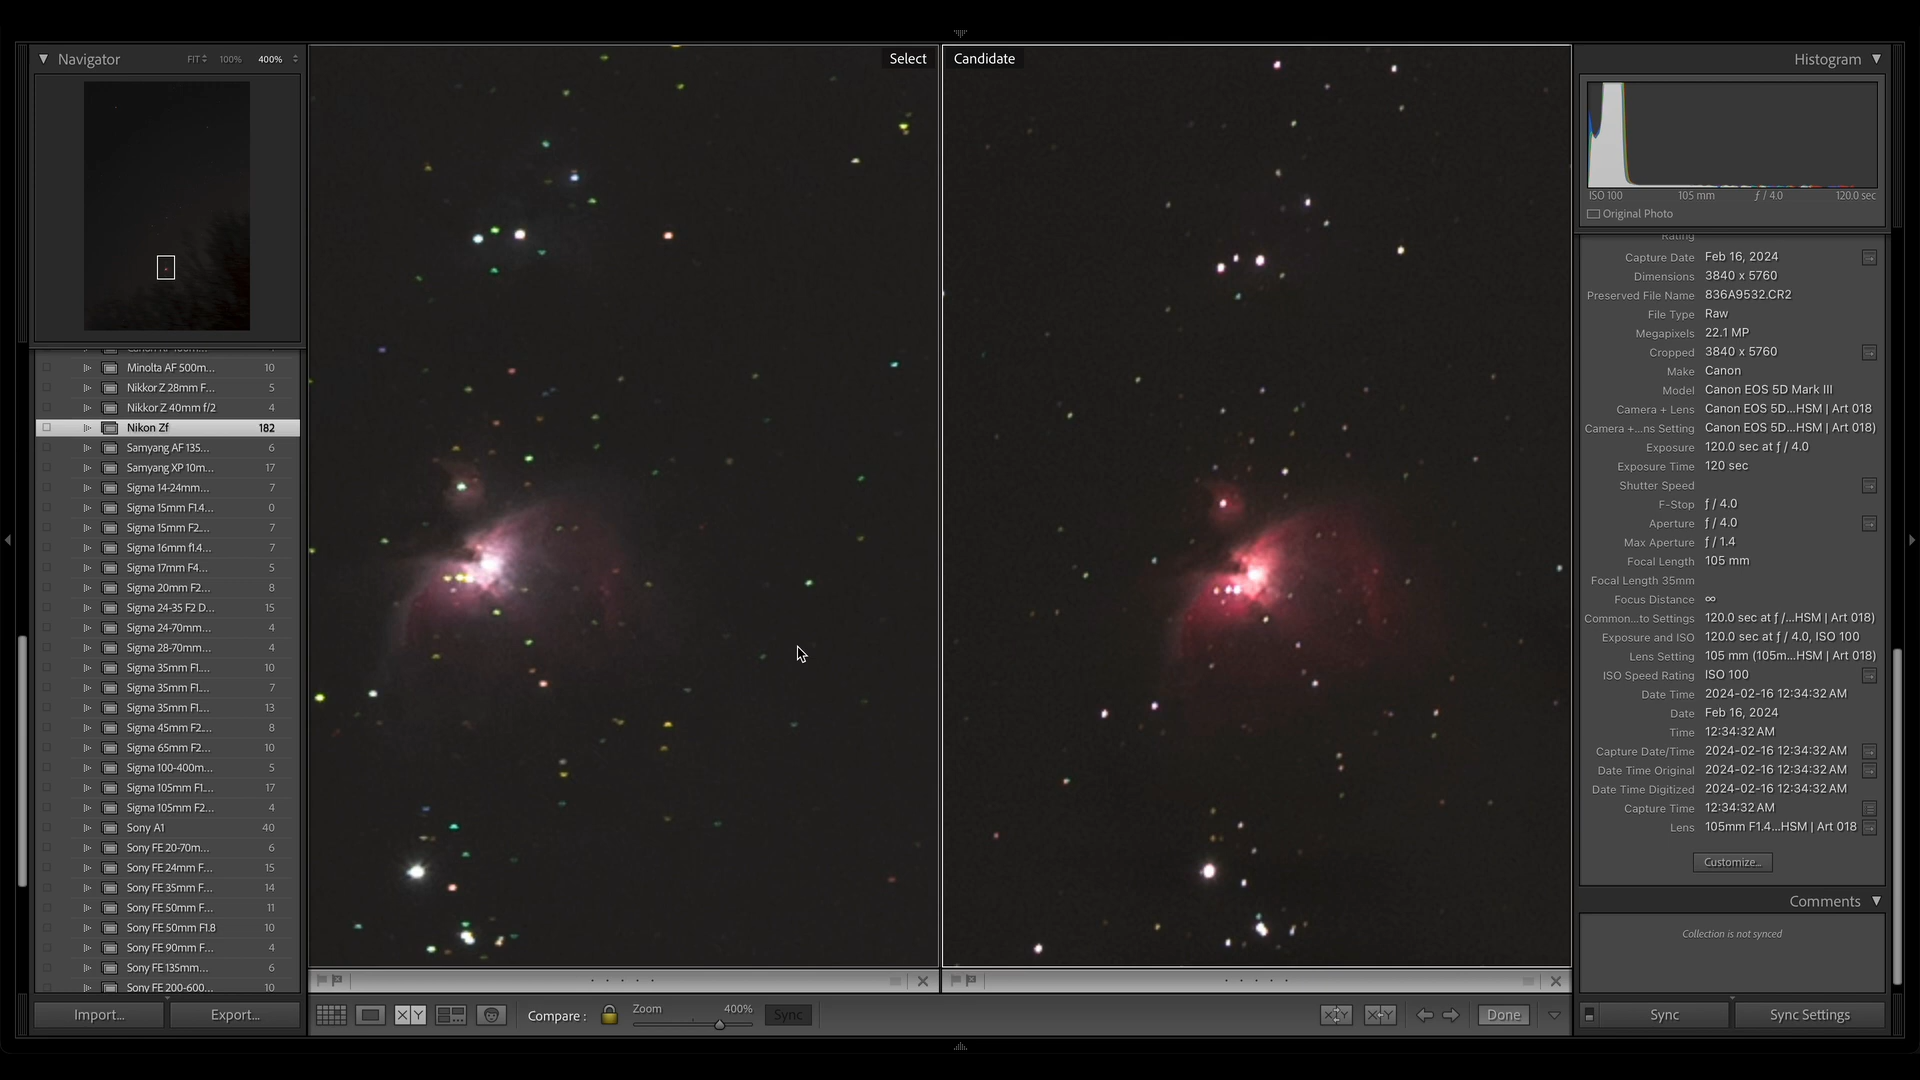 Navigator
FIT 100% 400%
Minolta AF 500m... 10
Nikkor Z 28mm F... 5
Nikkor Z 40mm f/2 4
Nikon Zf 182
Samyang AF 135... 6
Samyang XP 10m... 17
Sigma 14-24mm... 7
Sigma 15mm F1.4... 0
Sigma 15mm F2... 7
Sigma 16mm f1.4... 7
Sigma 17mm F4... 5
Sigma 20mm F2... 8
Sigma 24-35 F2 D... 15
Sigma 24-70mm... 4
Sigma 28-70mm... 4
Sigma 35mm F1.... 10
Sigma 35mm F1.... 7
Sigma 35mm F1.... 13
Sigma 45mm F2... 8
Sigma 65mm F2... 10
Sigma 100-400m... 5
Sigma 105mm F1... 17
Sigma 105mm F2... 4
Sony A1 40
Sony FE 20-70m... 6
Sony FE 24mm F... 15
Sony FE 35mm F... 14
Sony FE 50mm F... 11
Sony FE 50mm F1.8 10
Sony FE 90mm F... 4
Sony FE 135mm... 6
Sony FE 200-600... 10
Import... Export...
Select
Candidate
Compare : Zoom 400% Sync
XY
Done
Histogram
ISO 100 105 mm ƒ / 4.0 120.0 sec
Original Photo
Rating
Capture Date Feb 16, 2024
Dimensions 3840 x 5760
Preserved File Name 836A9532.CR2
File Type Raw
Megapixels 22.1 MP
Cropped 3840 x 5760
Make Canon
Model Canon EOS 5D Mark III
Camera + Lens Canon EOS 5D...HSM | Art 018
Camera +...ns Setting Canon EOS 5D...HSM | Art 018)
Exposure 120.0 sec at ƒ / 4.0
Exposure Time 120 sec
Shutter Speed
F-Stop ƒ / 4.0
Aperture ƒ / 4.0
Max Aperture ƒ / 1.4
Focal Length 105 mm
Focal Length 35mm
Focus Distance ∞
Common...to Settings 120.0 sec at ƒ /...HSM | Art 018)
Exposure and ISO 120.0 sec at ƒ / 4.0, ISO 100
Lens Setting 105 mm (105m...HSM | Art 018)
ISO Speed Rating ISO 100
Date Time 2024-02-16 12:34:32 AM
Date Feb 16, 2024
Time 12:34:32 AM
Capture Date/Time 2024-02-16 12:34:32 AM
Date Time Original 2024-02-16 12:34:32 AM
Date Time Digitized 2024-02-16 12:34:32 AM
Capture Time 12:34:32 AM
Lens 105mm F1.4...HSM | Art 018
Customize...
Comments
Collection is not synced
Sync Sync Settings